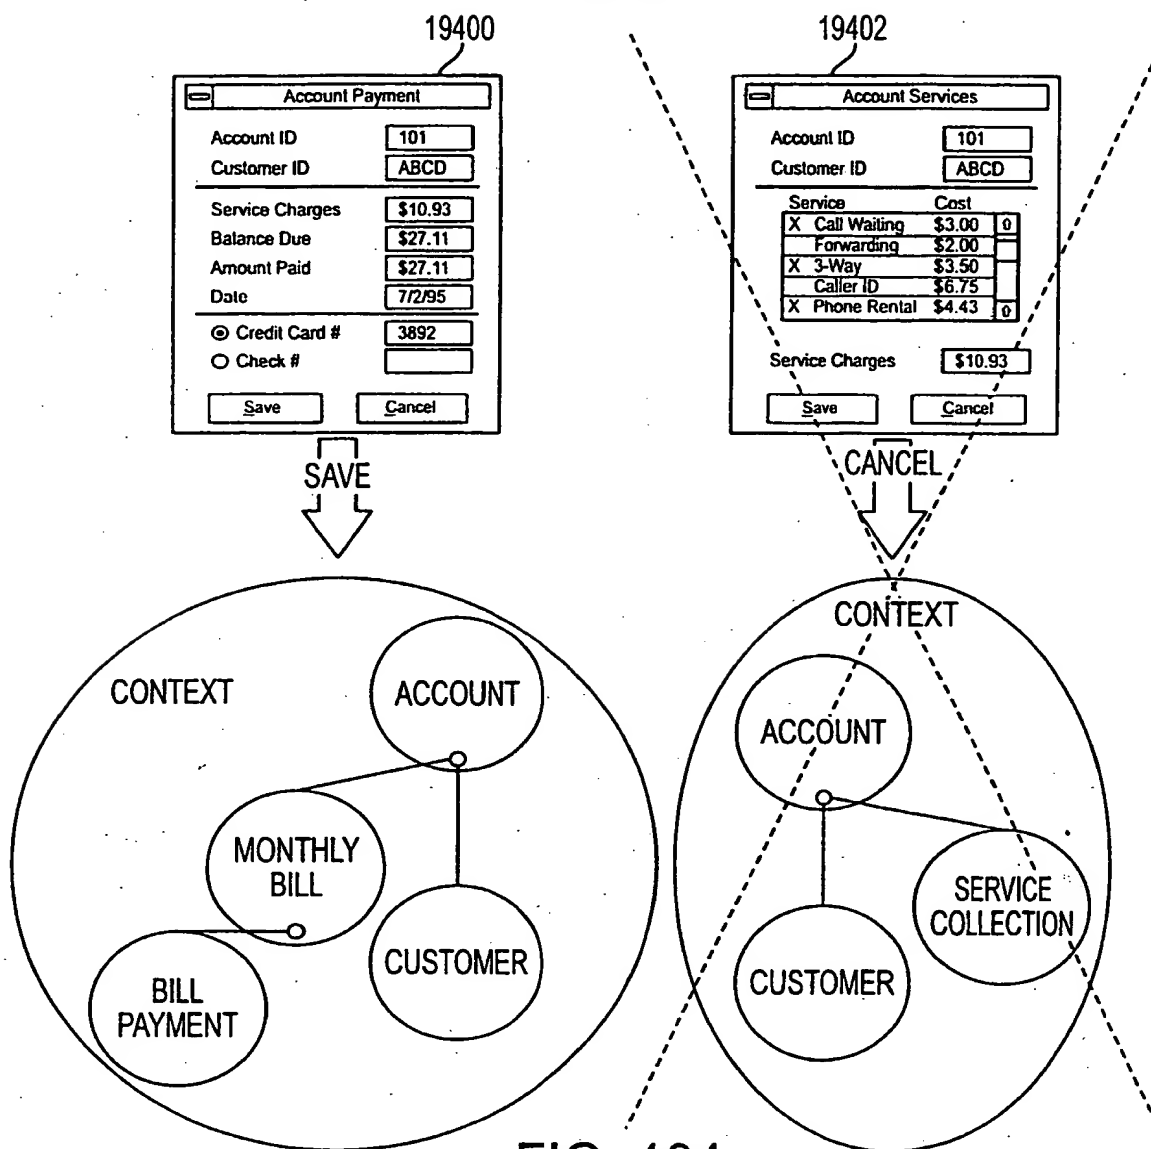 19400
Account Payment
Account ID 101
Customer ID ABCD
Service Charges $10.93
Balance Due $27.11
Amount Paid $27.11
Date 7/2/95
Credit Card # 3892
Check #
Save Cancel
SAVE
CONTEXT
ACCOUNT
MONTHLY
BILL
CUSTOMER
BILL
PAYMENT
19402
Account Services
Account ID 101
Customer ID ABCD
Service Cost
X Call Waiting $3.00
Forwarding $2.00
X 3-Way $3.50
Caller ID $6.75
X Phone Rental $4.43
Service Charges $10.93
Save Cancel
CANCEL
CONTEXT
ACCOUNT
SERVICE
COLLECTION
CUSTOMER